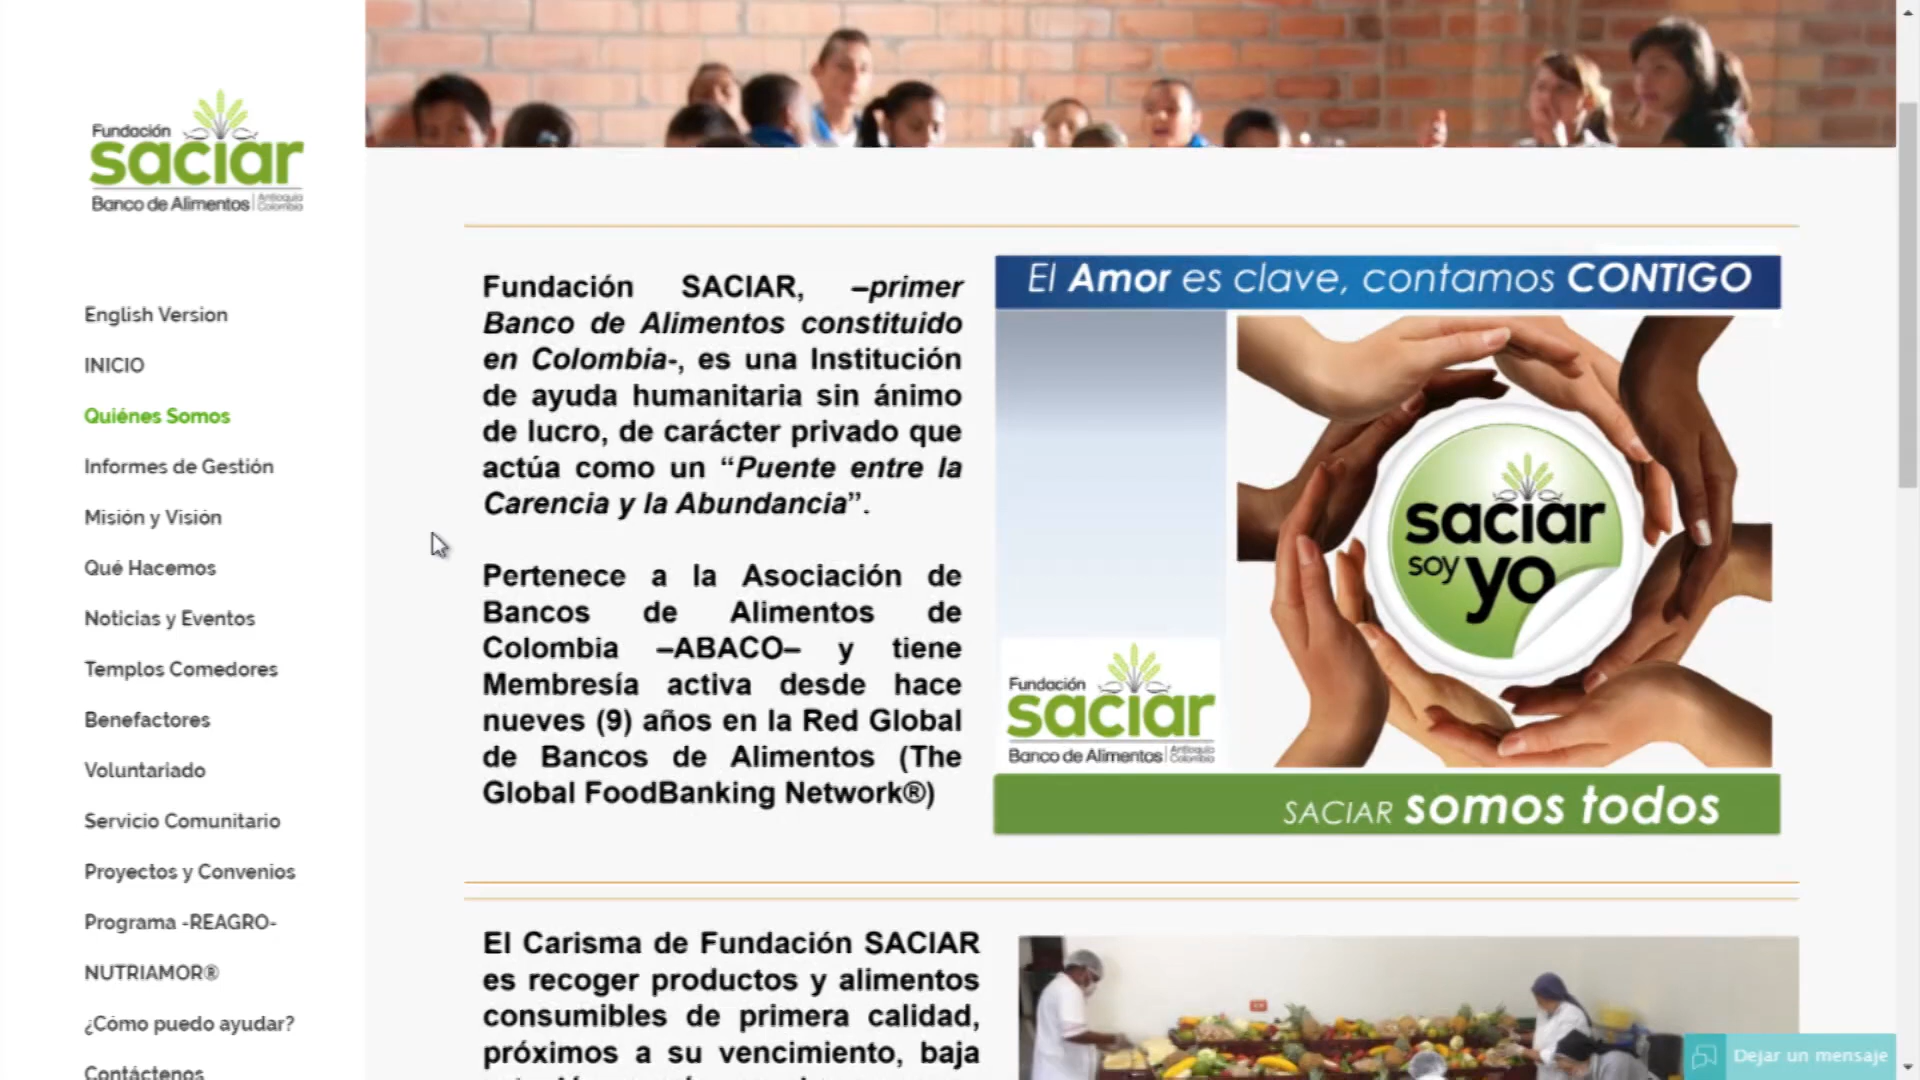 Fundación
saciar
Banco de Alimentos | Antioquia Colombia
English Version
INICIO
Quiénes Somos
Informes de Gestión
Misión y Visión
Qué Hacemos
Noticias y Eventos
Templos Comedores
Benefactores
Voluntariado
Servicio Comunitario
Proyectos y Convenios
Programa -REAGRO-
NUTRIAMOR®
¿Cómo puedo ayudar?
Contáctenos
Fundación SACIAR, –primer
Banco de Alimentos constituido
en Colombia-, es una Institución
de ayuda humanitaria sin ánimo
de lucro, de carácter privado que
actúa como un “Puente entre la
Carencia y la Abundancia”.
Pertenece a la Asociación de
Bancos de Alimentos de
Colombia –ABACO– y tiene
Membresía activa desde hace
nueves (9) años en la Red Global
de Bancos de Alimentos (The
Global FoodBanking Network®)
El Amor es clave, contamos CONTIGO
saciar
soy yo
Fundación
saciar
Banco de Alimentos | Antioquia Colombia
SACIAR somos todos
El Carisma de Fundación SACIAR
es recoger productos y alimentos
consumibles de primera calidad,
próximos a su vencimiento, baja
Dejar un mensaje